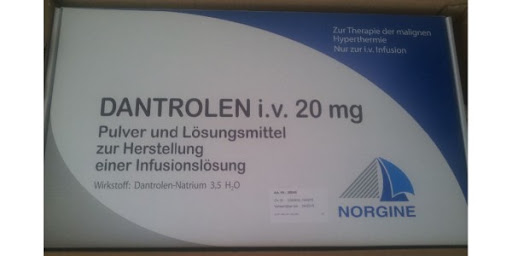 Zur Therapie der malignen
Hyperthermie
Nur zur i.v. Infusion
DANTROLEN i.v. 20 mg
Pulver und Lösungsmittel
zur Herstellung
einer Infusionslösung
Wirkstoff: Dantrolen-Natrium 3,5 H₂O
NORGINE